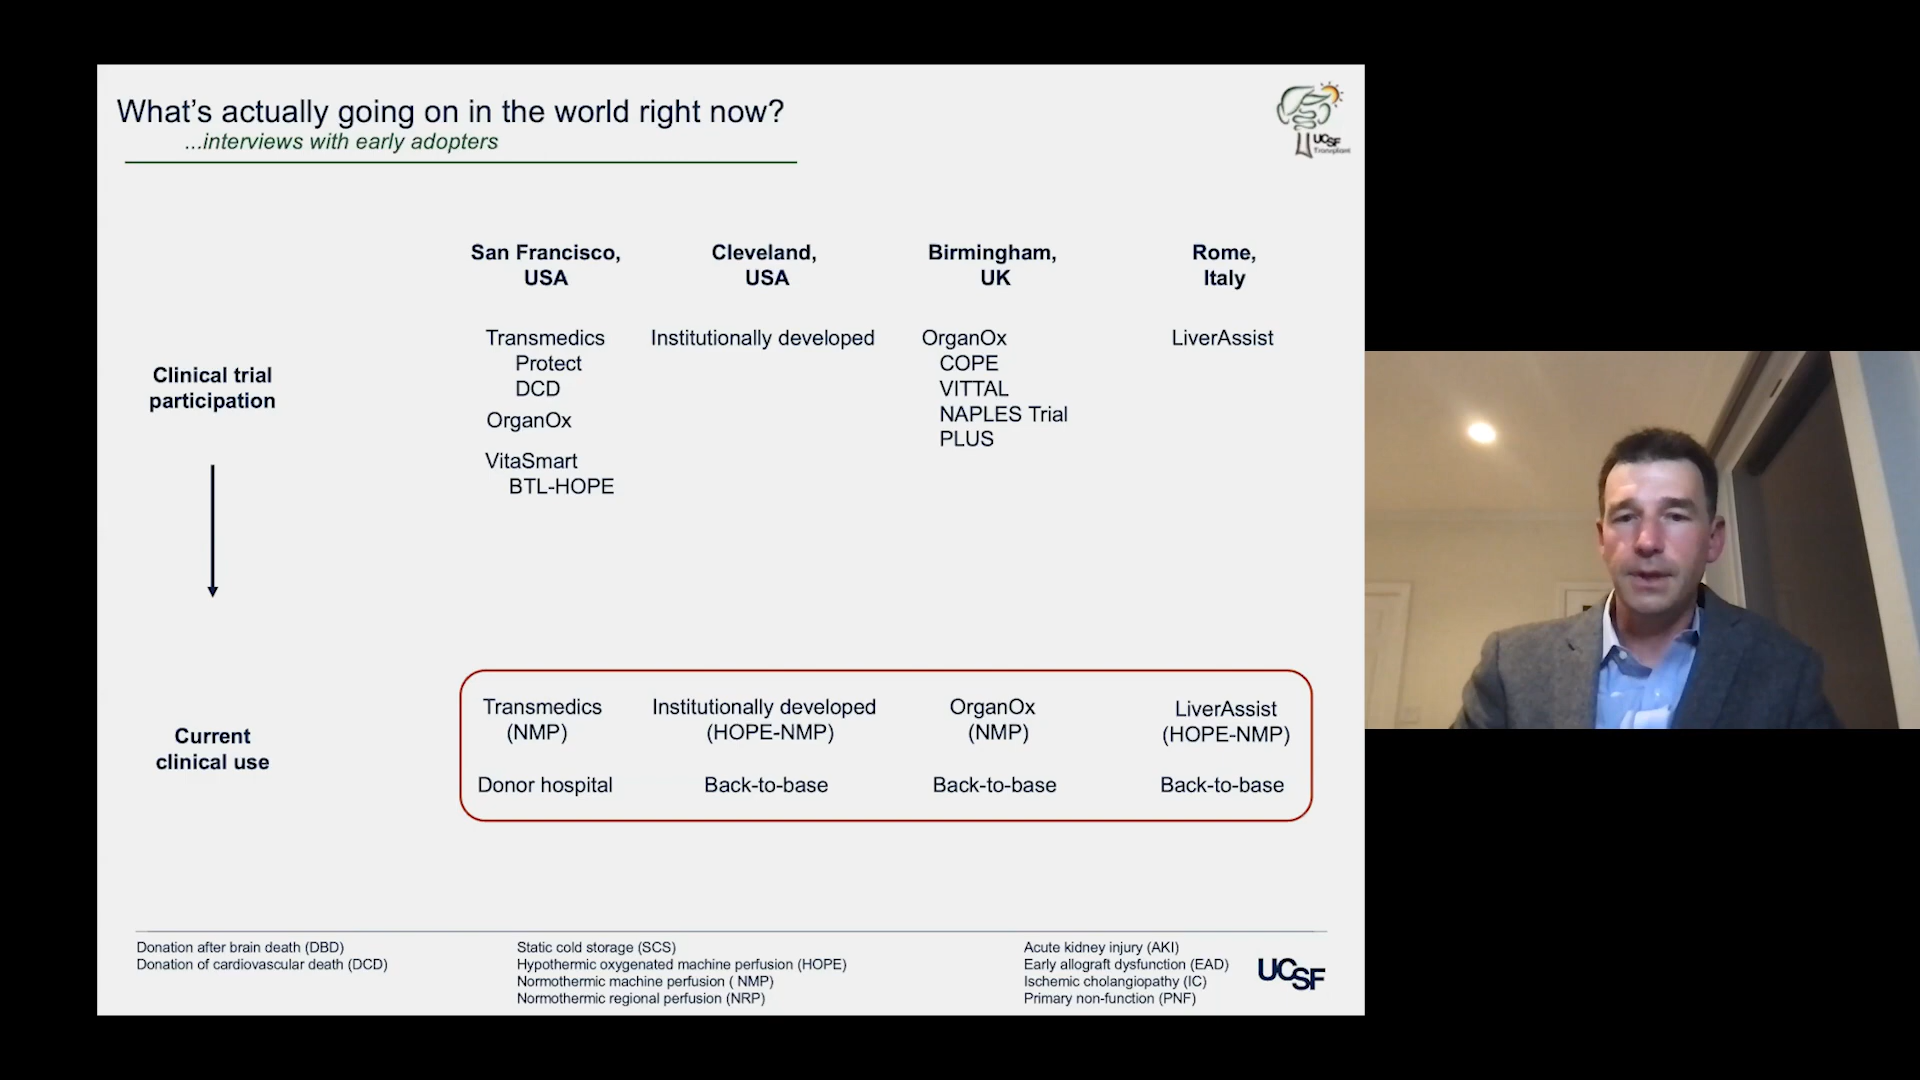 What's actually going on in the world right now?
...interviews with early adopters
UCSF
Transplant
San Francisco,
USA
Cleveland,
USA
Birmingham,
UK
Rome,
Italy
Clinical trial
participation
Transmedics
Protect
DCD
OrganOx
VitaSmart
BTL-HOPE
Institutionally developed
OrganOx
COPE
VITTAL
NAPLES Trial
PLUS
LiverAssist
Current
clinical use
Transmedics
(NMP)
Donor hospital
Institutionally developed
(HOPE-NMP)
Back-to-base
OrganOx
(NMP)
Back-to-base
LiverAssist
(HOPE-NMP)
Back-to-base
Donation after brain death (DBD)
Donation of cardiovascular death (DCD)
Static cold storage (SCS)
Hypothermic oxygenated machine perfusion (HOPE)
Normothermic machine perfusion ( NMP)
Normothermic regional perfusion (NRP)
Acute kidney injury (AKI)
Early allograft dysfunction (EAD)
Ischemic cholangiopathy (IC)
Primary non-function (PNF)
UCSF